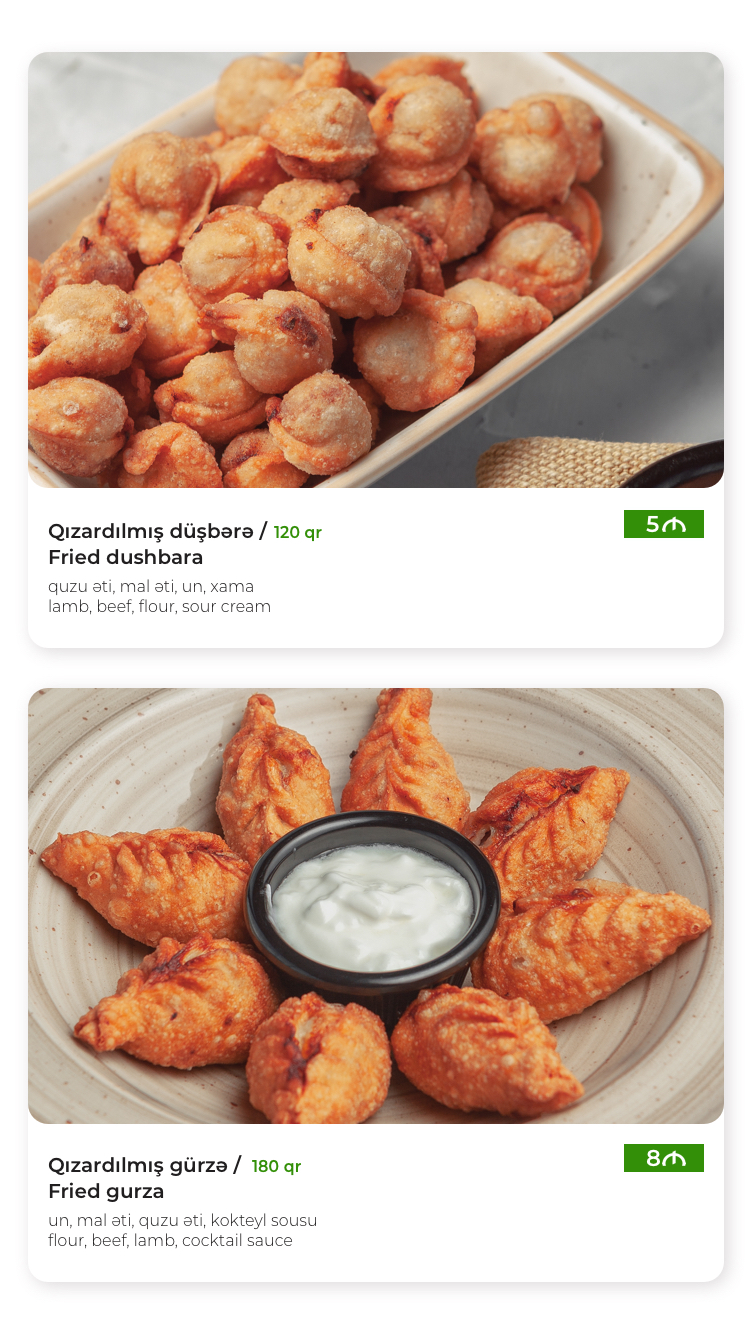 Qızardılmış düşbərə / 120 qr
5₼
Fried dushbara
quzu əti, mal əti, un, xama
lamb, beef, flour, sour cream
Qızardılmış gürzə / 180 qr
8₼
Fried gurza
un, mal əti, quzu əti, kokteyl sousu
flour, beef, lamb, cocktail sauce